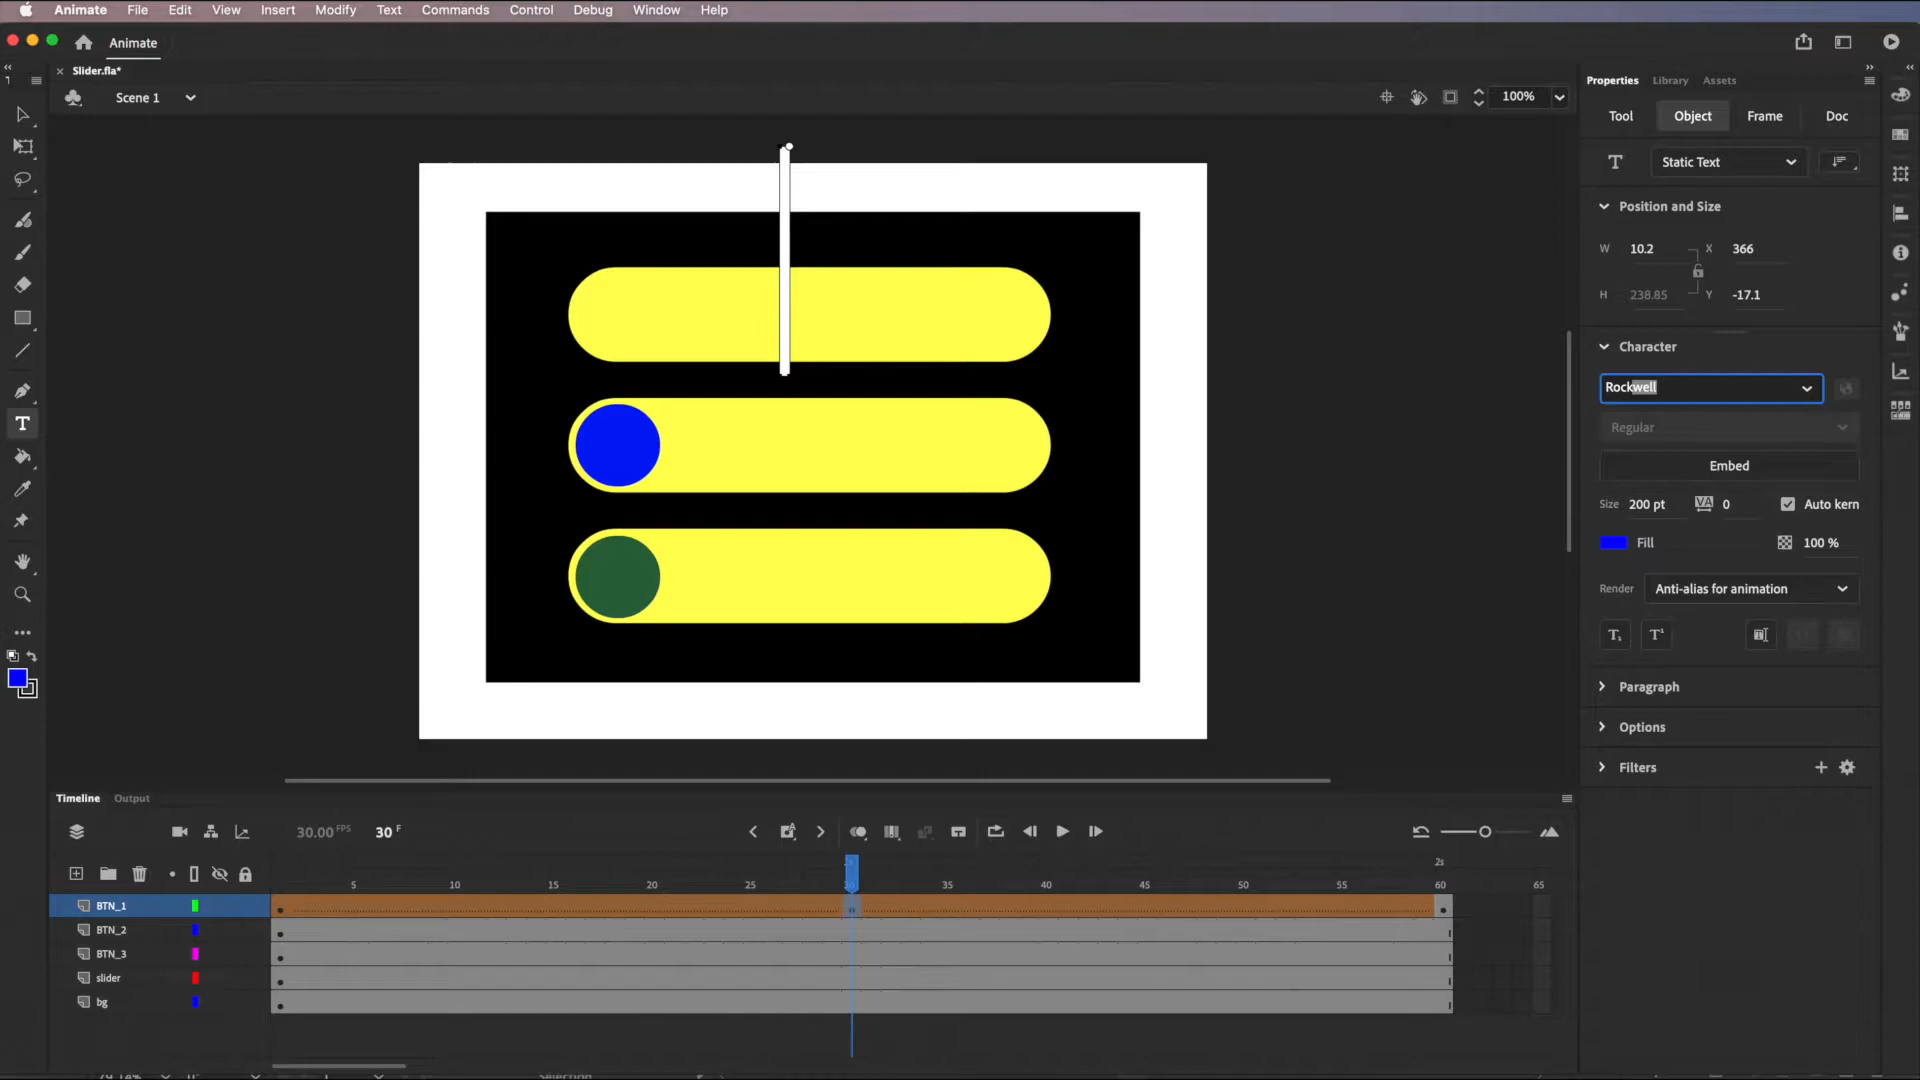 Animate File Edit View Insert Modify Text Commands Control Debug Window Help
Animate
Slider.fla*
Scene 1
100%
Properties Library Assets
Tool Object Frame Doc
Static Text
Position and Size
W 10.2 X 366
H 238.85 Y -17.1
Character
Rockwell
Regular
Embed
Size 200 pt VA 0 Auto kern
Fill 100 %
Render Anti-alias for animation
Paragraph
Options
Filters
Timeline Output
30.00 FPS 30 F
2s
5 10 15 20 25 30 35 40 45 50 55 60 65
BTN_1
BTN_2
BTN_3
slider
bg